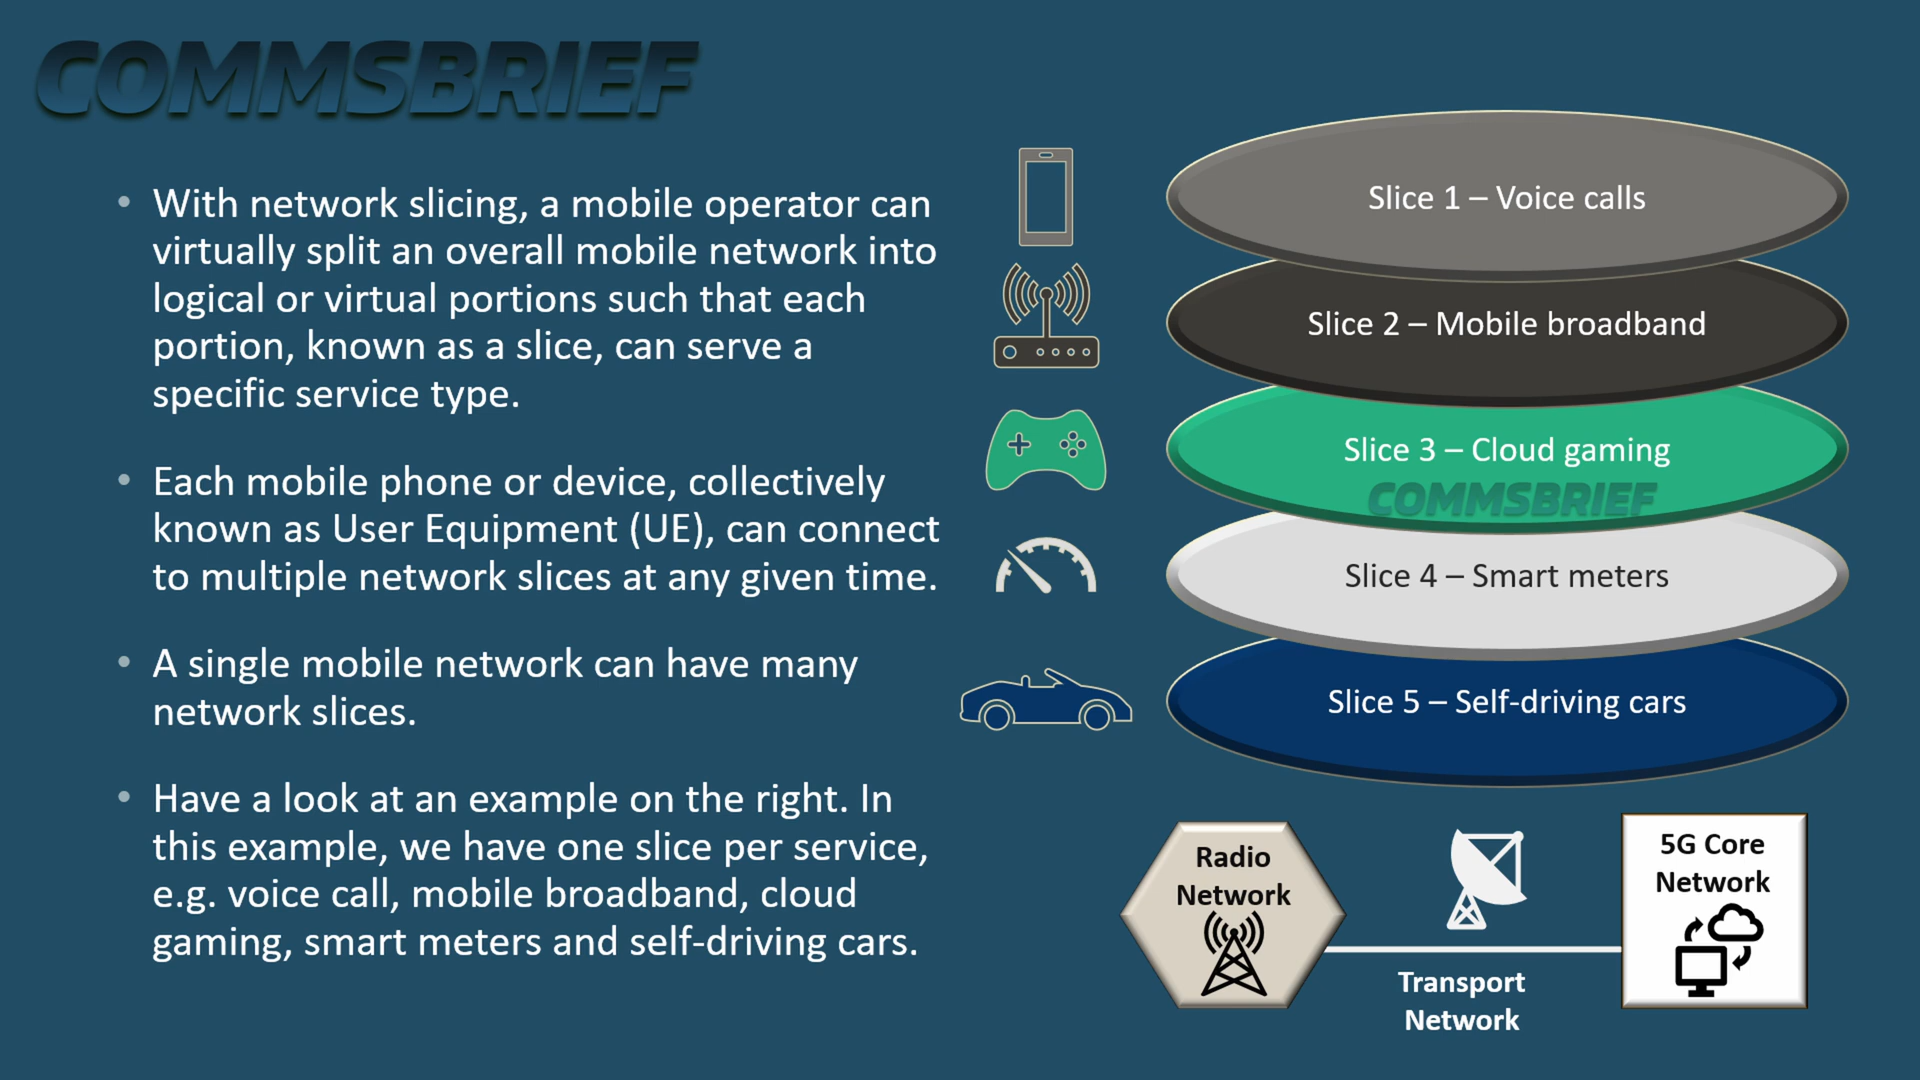 COMMSBRIEF
• With network slicing, a mobile operator can
virtually split an overall mobile network into
logical or virtual portions such that each
portion, known as a slice, can serve a
specific service type.
• Each mobile phone or device, collectively
known as User Equipment (UE), can connect
to multiple network slices at any given time.
• A single mobile network can have many
network slices.
• Have a look at an example on the right. In
this example, we have one slice per service,
e.g. voice call, mobile broadband, cloud
gaming, smart meters and self-driving cars.
Slice 1 – Voice calls
Slice 2 – Mobile broadband
Slice 3 – Cloud gaming
COMMSBRIEF
Slice 4 – Smart meters
Slice 5 – Self-driving cars
Radio
Network
Transport
Network
5G Core
Network